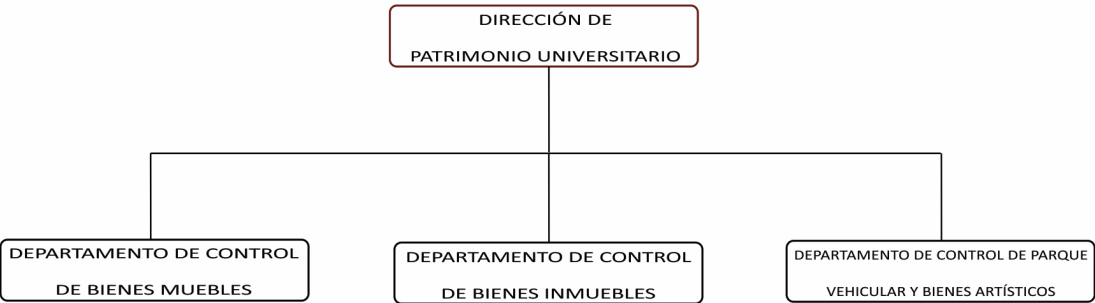 DIRECCIÓN DE
PATRIMONIO UNIVERSITARIO
DEPARTAMENTO DE CONTROL
DE BIENES MUEBLES
DEPARTAMENTO DE CONTROL
DE BIENES INMUEBLES
DEPARTAMENTO DE CONTROL DE PARQUE
VEHICULAR Y BIENES ARTÍSTICOS